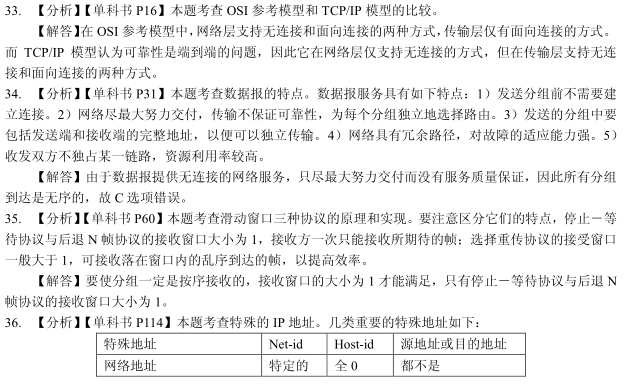 33. 【分析】【单科书 P16】本题考查 OSI 参考模型和 TCP/IP 模型的比较。
【解答】在 OSI 参考模型中,网络层支持无连接和面向连接的两种方式,传输层仅有面向连接的方式。
而 TCP/IP 模型认为可靠性是端到端的问题，因此它在网络层仅支持无连接的方式，但在传输层支持无连
接和面向连接的两种方式。
34. 【分析】【单科书 P31】本题考查数据报的特点。数据报服务具有如下特点：1）发送分组前不需要建
立连接。2）网络尽最大努力交付，传输不保证可靠性，为每个分组独立地选择路由。3）发送的分组中要
包括发送端和接收端的完整地址，以便可以独立传输。4）网络具有冗余路径，对故障的适应能力强。5）
收发双方不独占某一链路，资源利用率较高。
【解答】由于数据报提供无连接的网络服务，只尽最大努力交付而没有服务质量保证，因此所有分组
到达是无序的，故 C 选项错误。
35. 【分析】【单科书 P60】本题考查滑动窗口三种协议的原理和实现。要注意区分它们的特点，停止－等
待协议与后退 N 帧协议的接收窗口大小为 1，接收方一次只能接收所期待的帧；选择重传协议的接受窗口
一般大于 1，可接收落在窗口内的乱序到达的帧，以提高效率。
【解答】要使分组一定是按序接收的，接收窗口的大小为 1 才能满足，只有停止－等待协议与后退 N
帧协议的接收窗口大小为 1。
36. 【分析】【单科书 P114】本题考查特殊的 IP 地址。几类重要的特殊地址如下：
特殊地址 Net-id Host-id 源地址或目的地址
网络地址 特定的 全 0 都不是